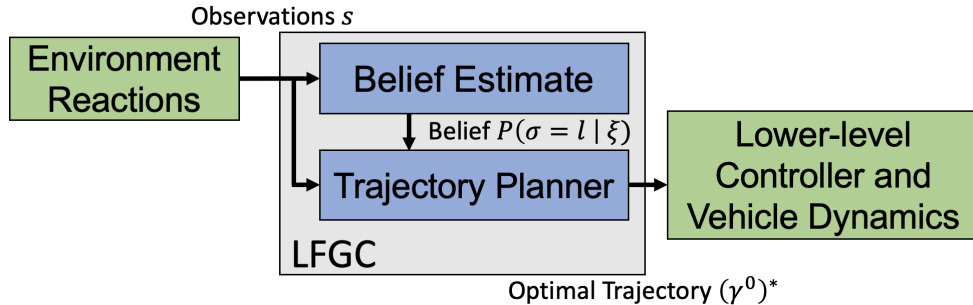 Observations s
Environment
Reactions
Belief Estimate
Belief P(σ = l | ξ)
Trajectory Planner
LFGC
Lower-level
Controller and
Vehicle Dynamics
Optimal Trajectory (γ⁰)*